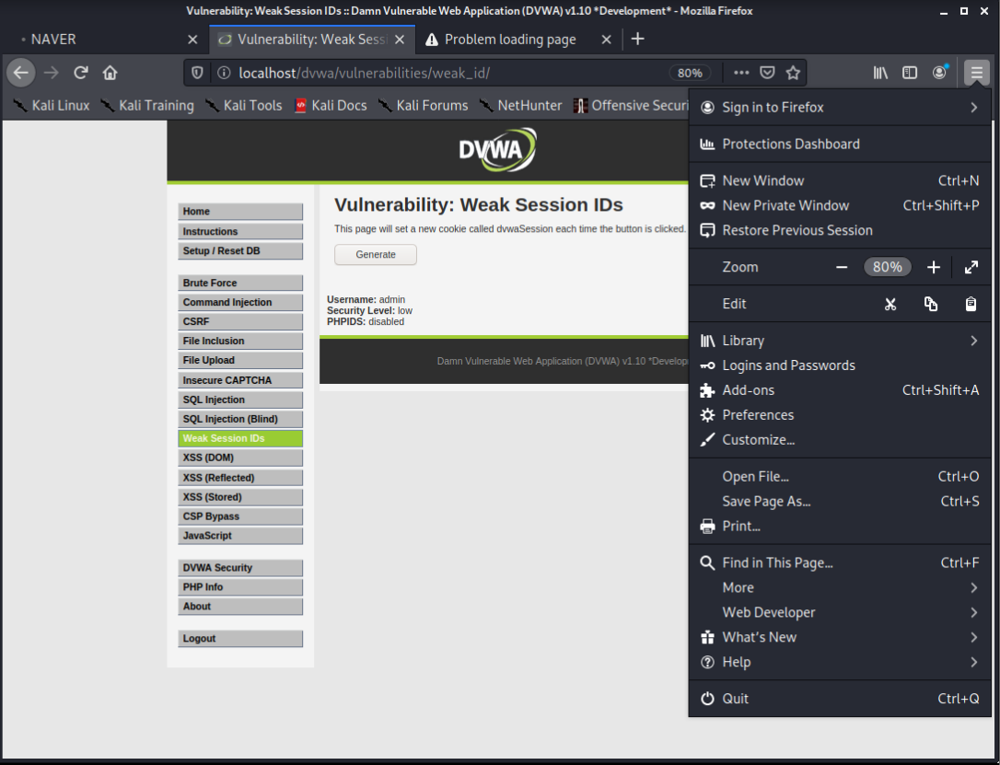 Vulnerability: Weak Session IDs :: Damn Vulnerable Web Application (DVWA) v1.10 *Development* - Mozilla Firefox
NAVER
Vulnerability: Weak Sessi
Problem loading page
localhost/dvwa/vulnerabilities/weak_id/
80%
Kali Linux
Kali Training
Kali Tools
Kali Docs
Kali Forums
NetHunter
Offensive Securi
DVWA
Home
Instructions
Setup / Reset DB
Brute Force
Command Injection
CSRF
File Inclusion
File Upload
Insecure CAPTCHA
SQL Injection
SQL Injection (Blind)
Weak Session IDs
XSS (DOM)
XSS (Reflected)
XSS (Stored)
CSP Bypass
JavaScript
DVWA Security
PHP Info
About
Logout
Vulnerability: Weak Session IDs
This page will set a new cookie called dvwaSession each time the button is clicked.
Generate
Username: admin
Security Level: low
PHPIDS: disabled
Damn Vulnerable Web Application (DVWA) v1.10 *Develop
Sign in to Firefox
Protections Dashboard
New Window Ctrl+N
New Private Window Ctrl+Shift+P
Restore Previous Session
Zoom 80%
Edit
Library
Logins and Passwords
Add-ons Ctrl+Shift+A
Preferences
Customize...
Open File... Ctrl+O
Save Page As... Ctrl+S
Print...
Find in This Page... Ctrl+F
More
Web Developer
What's New
Help
Quit Ctrl+Q